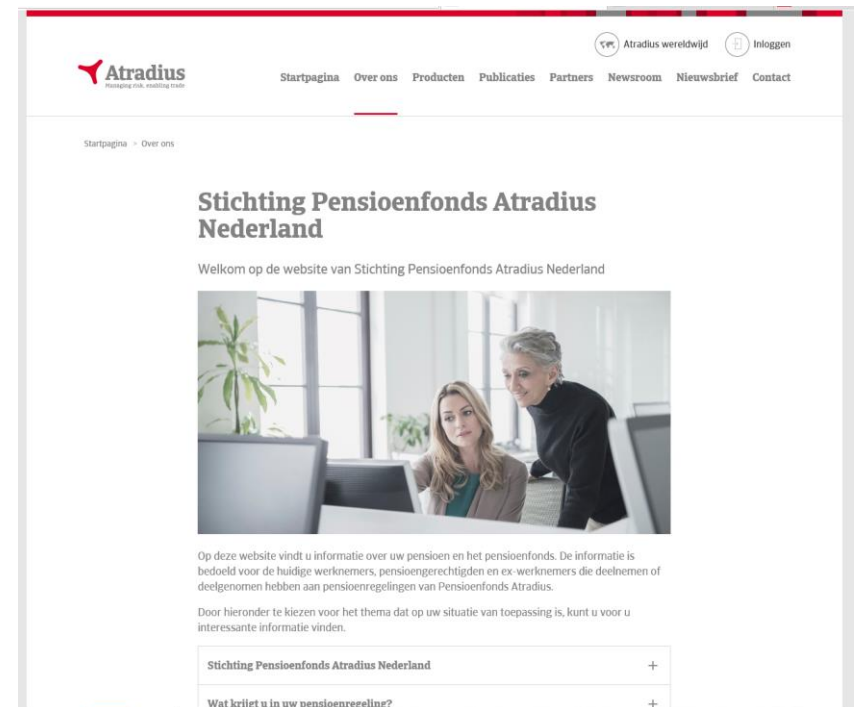 Atradius wereldwijd Inloggen
Atradius
Managing risk, enabling trade
Startpagina Over ons Producten Publicaties Partners Newsroom Nieuwsbrief Contact
Startpagina > Over ons
Stichting Pensioenfonds Atradius
Nederland
Welkom op de website van Stichting Pensioenfonds Atradius Nederland
Op deze website vindt u informatie over uw pensioen en het pensioenfonds. De informatie is
bedoeld voor de huidige werknemers, pensioengerechtigden en ex-werknemers die deelnemen of
deelgenomen hebben aan pensioenregelingen van Pensioenfonds Atradius.
Door hieronder te kiezen voor het thema dat op uw situatie van toepassing is, kunt u voor u
interessante informatie vinden.
Stichting Pensioenfonds Atradius Nederland +
Wat krijgt u in uw pensioenregeling? +